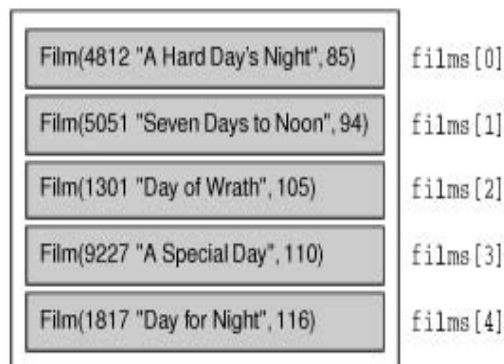 Film(4812 "A Hard Day's Night", 85) films[0]
Film(5051 "Seven Days to Noon", 94) films[1]
Film(1301 "Day of Wrath", 105) films[2]
Film(9227 "A Special Day", 110) films[3]
Film(1817 "Day for Night", 116) films[4]